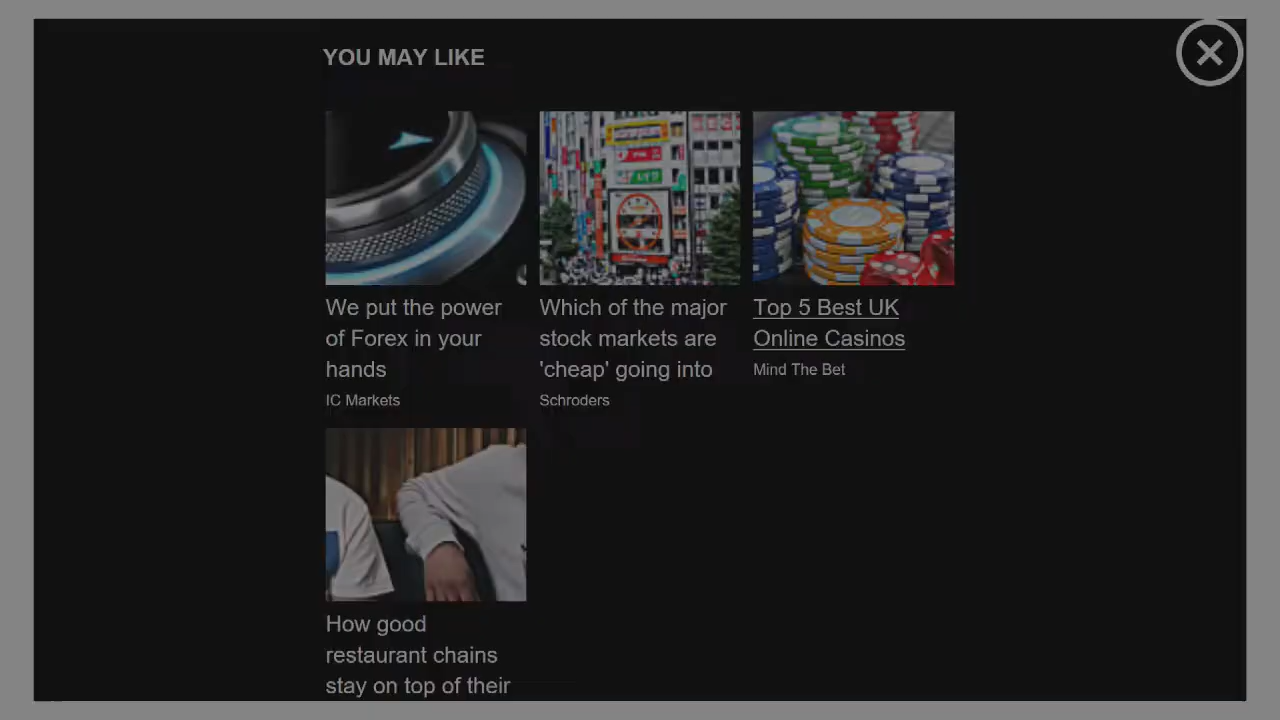 YOU MAY LIKE
We put the power
of Forex in your
hands
IC Markets
Which of the major
stock markets are
'cheap' going into
Schroders
Top 5 Best UK
Online Casinos
Mind The Bet
How good
restaurant chains
stay on top of their